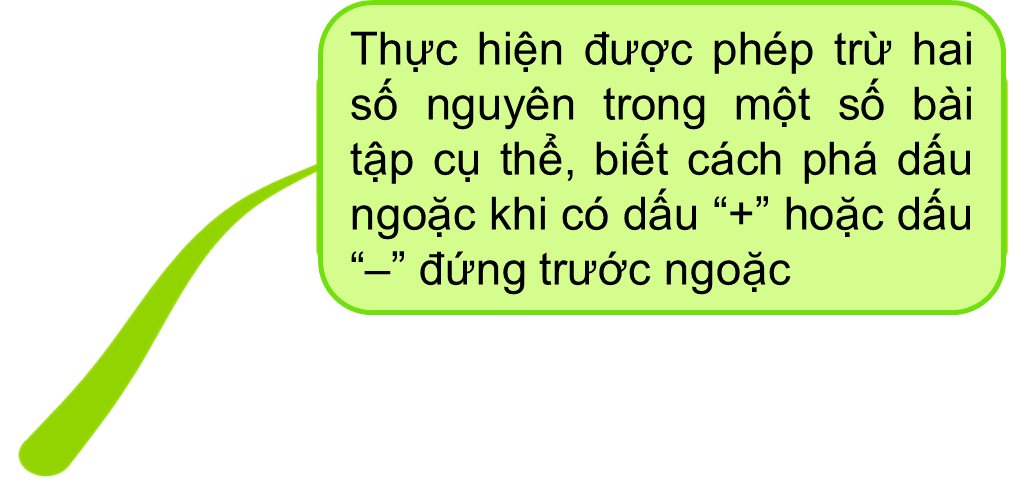 Thực hiện được phép trừ hai
số nguyên trong một số bài
tập cụ thể, biết cách phá dấu
ngoặc khi có dấu “+” hoặc dấu
“–” đứng trước ngoặc